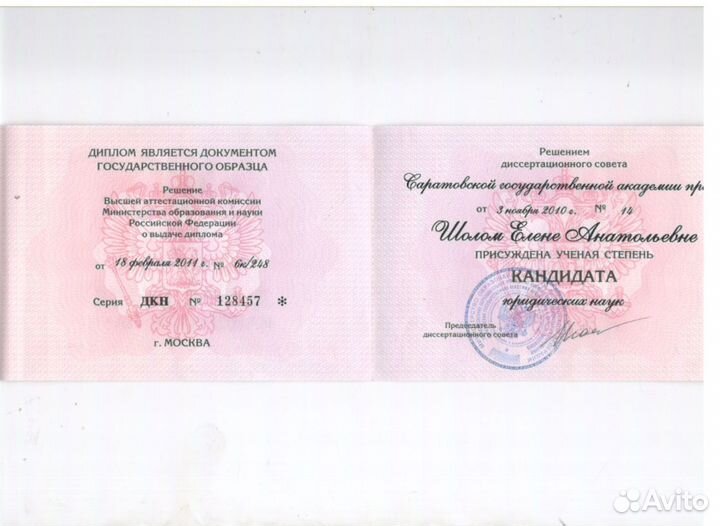 ДИПЛОМ ЯВЛЯЕТСЯ ДОКУМЕНТОМ
ГОСУДАРСТВЕННОГО ОБРАЗЦА
Решение
Высшей аттестационной комиссии
Министерства образования и науки
Российской Федерации
о выдаче диплома
от 18 февраля 2011 г. № 6к/248
Серия ДКН № 128457 *
г. МОСКВА
Решением
диссертационного совета
Саратовской государственной академии пра
от 3 ноября 2010 г. № 14
Шолом Елене Анатольевне
ПРИСУЖДЕНА УЧЕНАЯ СТЕПЕНЬ
КАНДИДАТА
юридических наук
Председатель
диссертационного совета
Avito